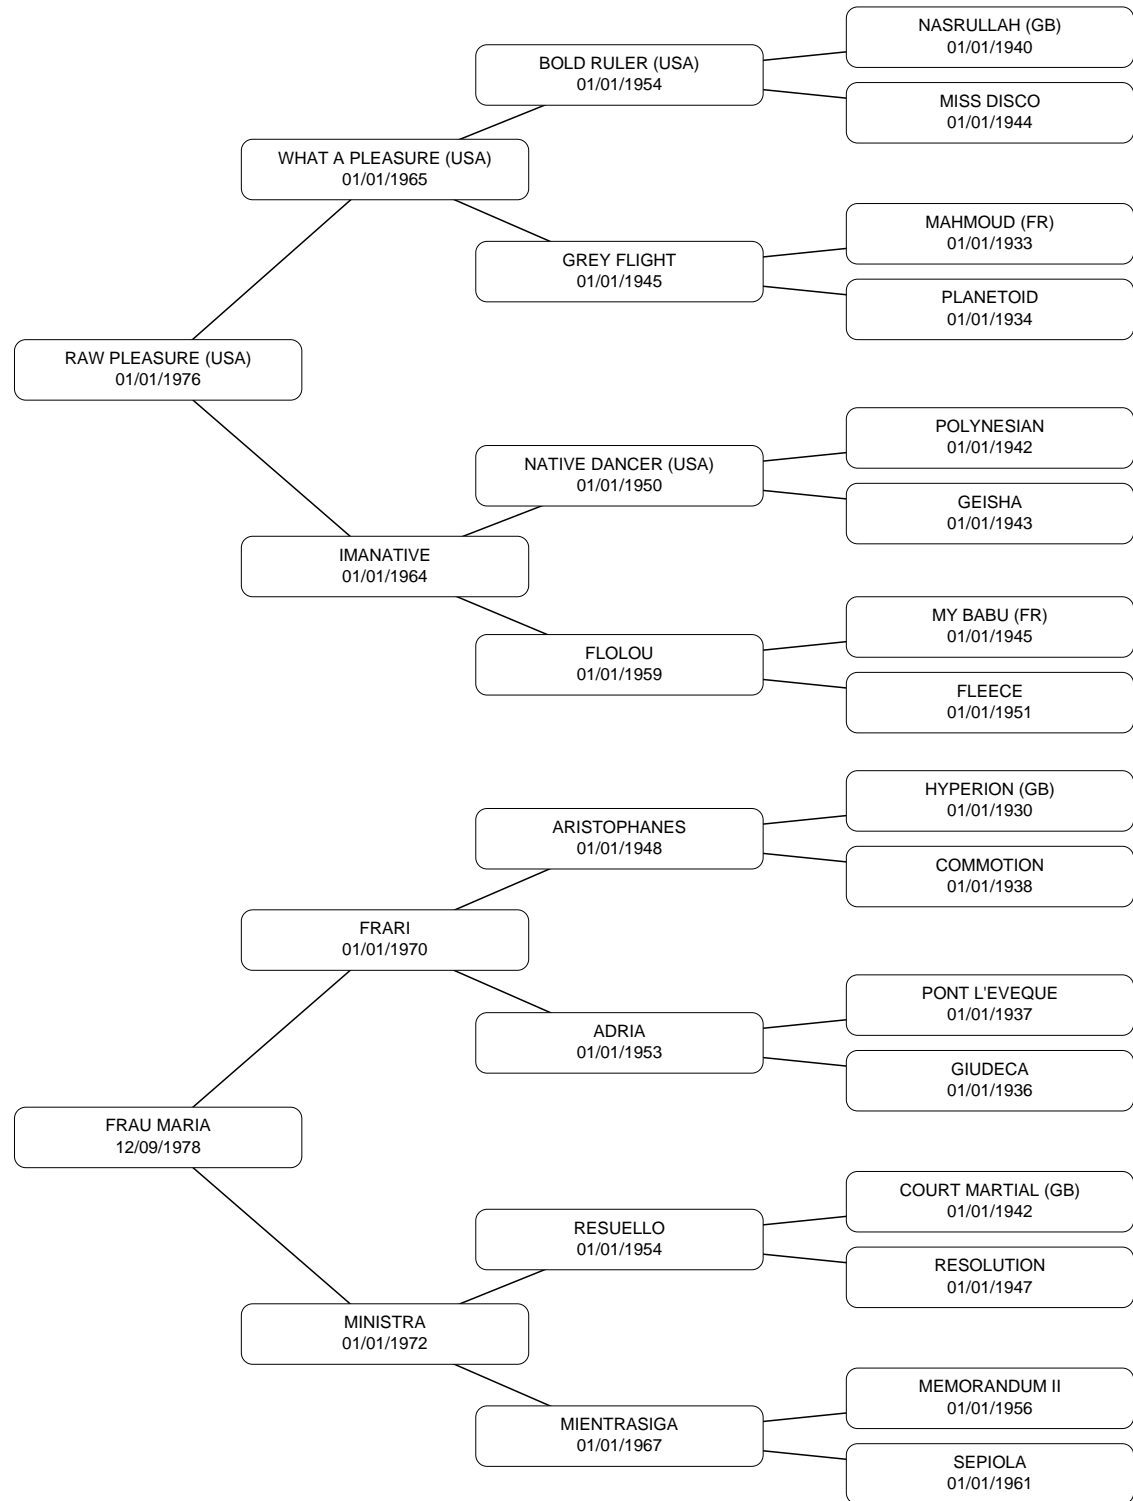 NASRULLAH (GB)
01/01/1940
BOLD RULER (USA)
01/01/1954
MISS DISCO
01/01/1944
WHAT A PLEASURE (USA)
01/01/1965
MAHMOUD (FR)
01/01/1933
GREY FLIGHT
01/01/1945
PLANETOID
01/01/1934
RAW PLEASURE (USA)
01/01/1976
POLYNESIAN
01/01/1942
NATIVE DANCER (USA)
01/01/1950
GEISHA
01/01/1943
IMANATIVE
01/01/1964
MY BABU (FR)
01/01/1945
FLOLOU
01/01/1959
FLEECE
01/01/1951
HYPERION (GB)
01/01/1930
ARISTOPHANES
01/01/1948
COMMOTION
01/01/1938
FRARI
01/01/1970
PONT L'EVEQUE
01/01/1937
ADRIA
01/01/1953
GIUDECA
01/01/1936
FRAU MARIA
12/09/1978
COURT MARTIAL (GB)
01/01/1942
RESUELLO
01/01/1954
RESOLUTION
01/01/1947
MINISTRA
01/01/1972
MEMORANDUM II
01/01/1956
MIENTRASIGA
01/01/1967
SEPIOLA
01/01/1961